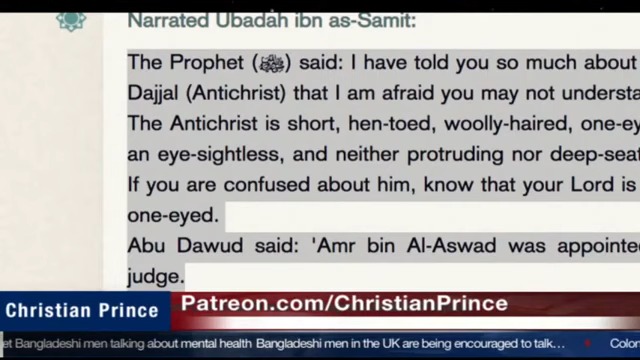 Narrated Ubadah ibn as-Samit:
The Prophet (ﷺ) said: I have told you so much about
Dajjal (Antichrist) that I am afraid you may not understa
The Antichrist is short, hen-toed, woolly-haired, one-ey
an eye-sightless, and neither protruding nor deep-seat
If you are confused about him, know that your Lord is
one-eyed.
Abu Dawud said: 'Amr bin Al-Aswad was appointe
judge.
Christian Prince
Patreon.com/ChristianPrince
et Bangladeshi men talking about mental health Bangladeshi men in the UK are being encouraged to talk... Color